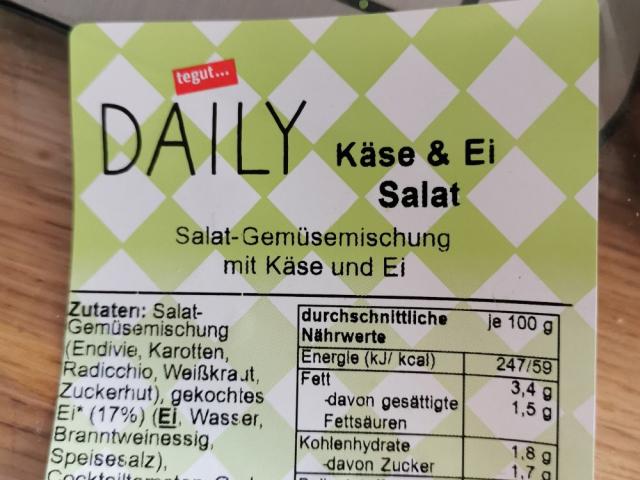 tegut...
DAILY
Käse & Ei
Salat
Salat-Gemüsemischung
mit Käse und Ei
Zutaten: Salat-
Gemüsemischung
(Endivie, Karotten,
Radicchio, Weißkraut,
Zuckerhut), gekochtes
Ei* (17%) (Ei, Wasser,
Branntweinessig,
Speisesalz),
durchschnittliche je 100 g
Nährwerte
Energie (kJ/ kcal) 247/59
Fett 3,4 g
-davon gesättigte 1,5 g
Fettsäuren
Kohlenhydrate 1,8 g
-davon Zucker 1,7 g